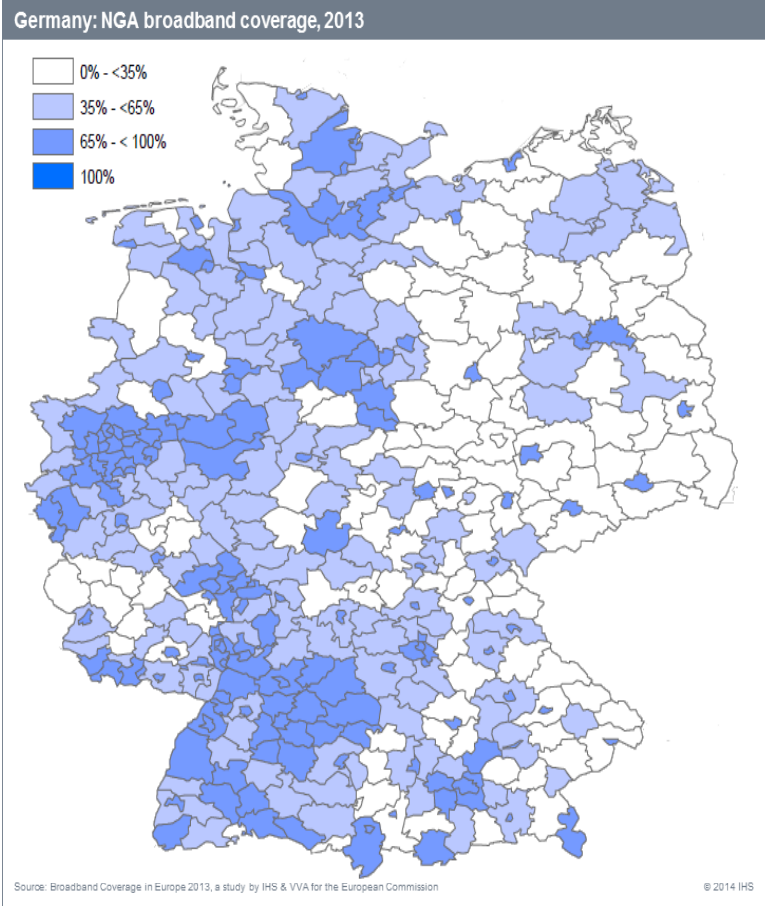 Germany: NGA broadband coverage, 2013
0% - <35%
35% - <65%
65% - < 100%
100%
Source: Broadband Coverage in Europe 2013, a study by IHS & VVA for the European Commission
© 2014 IHS